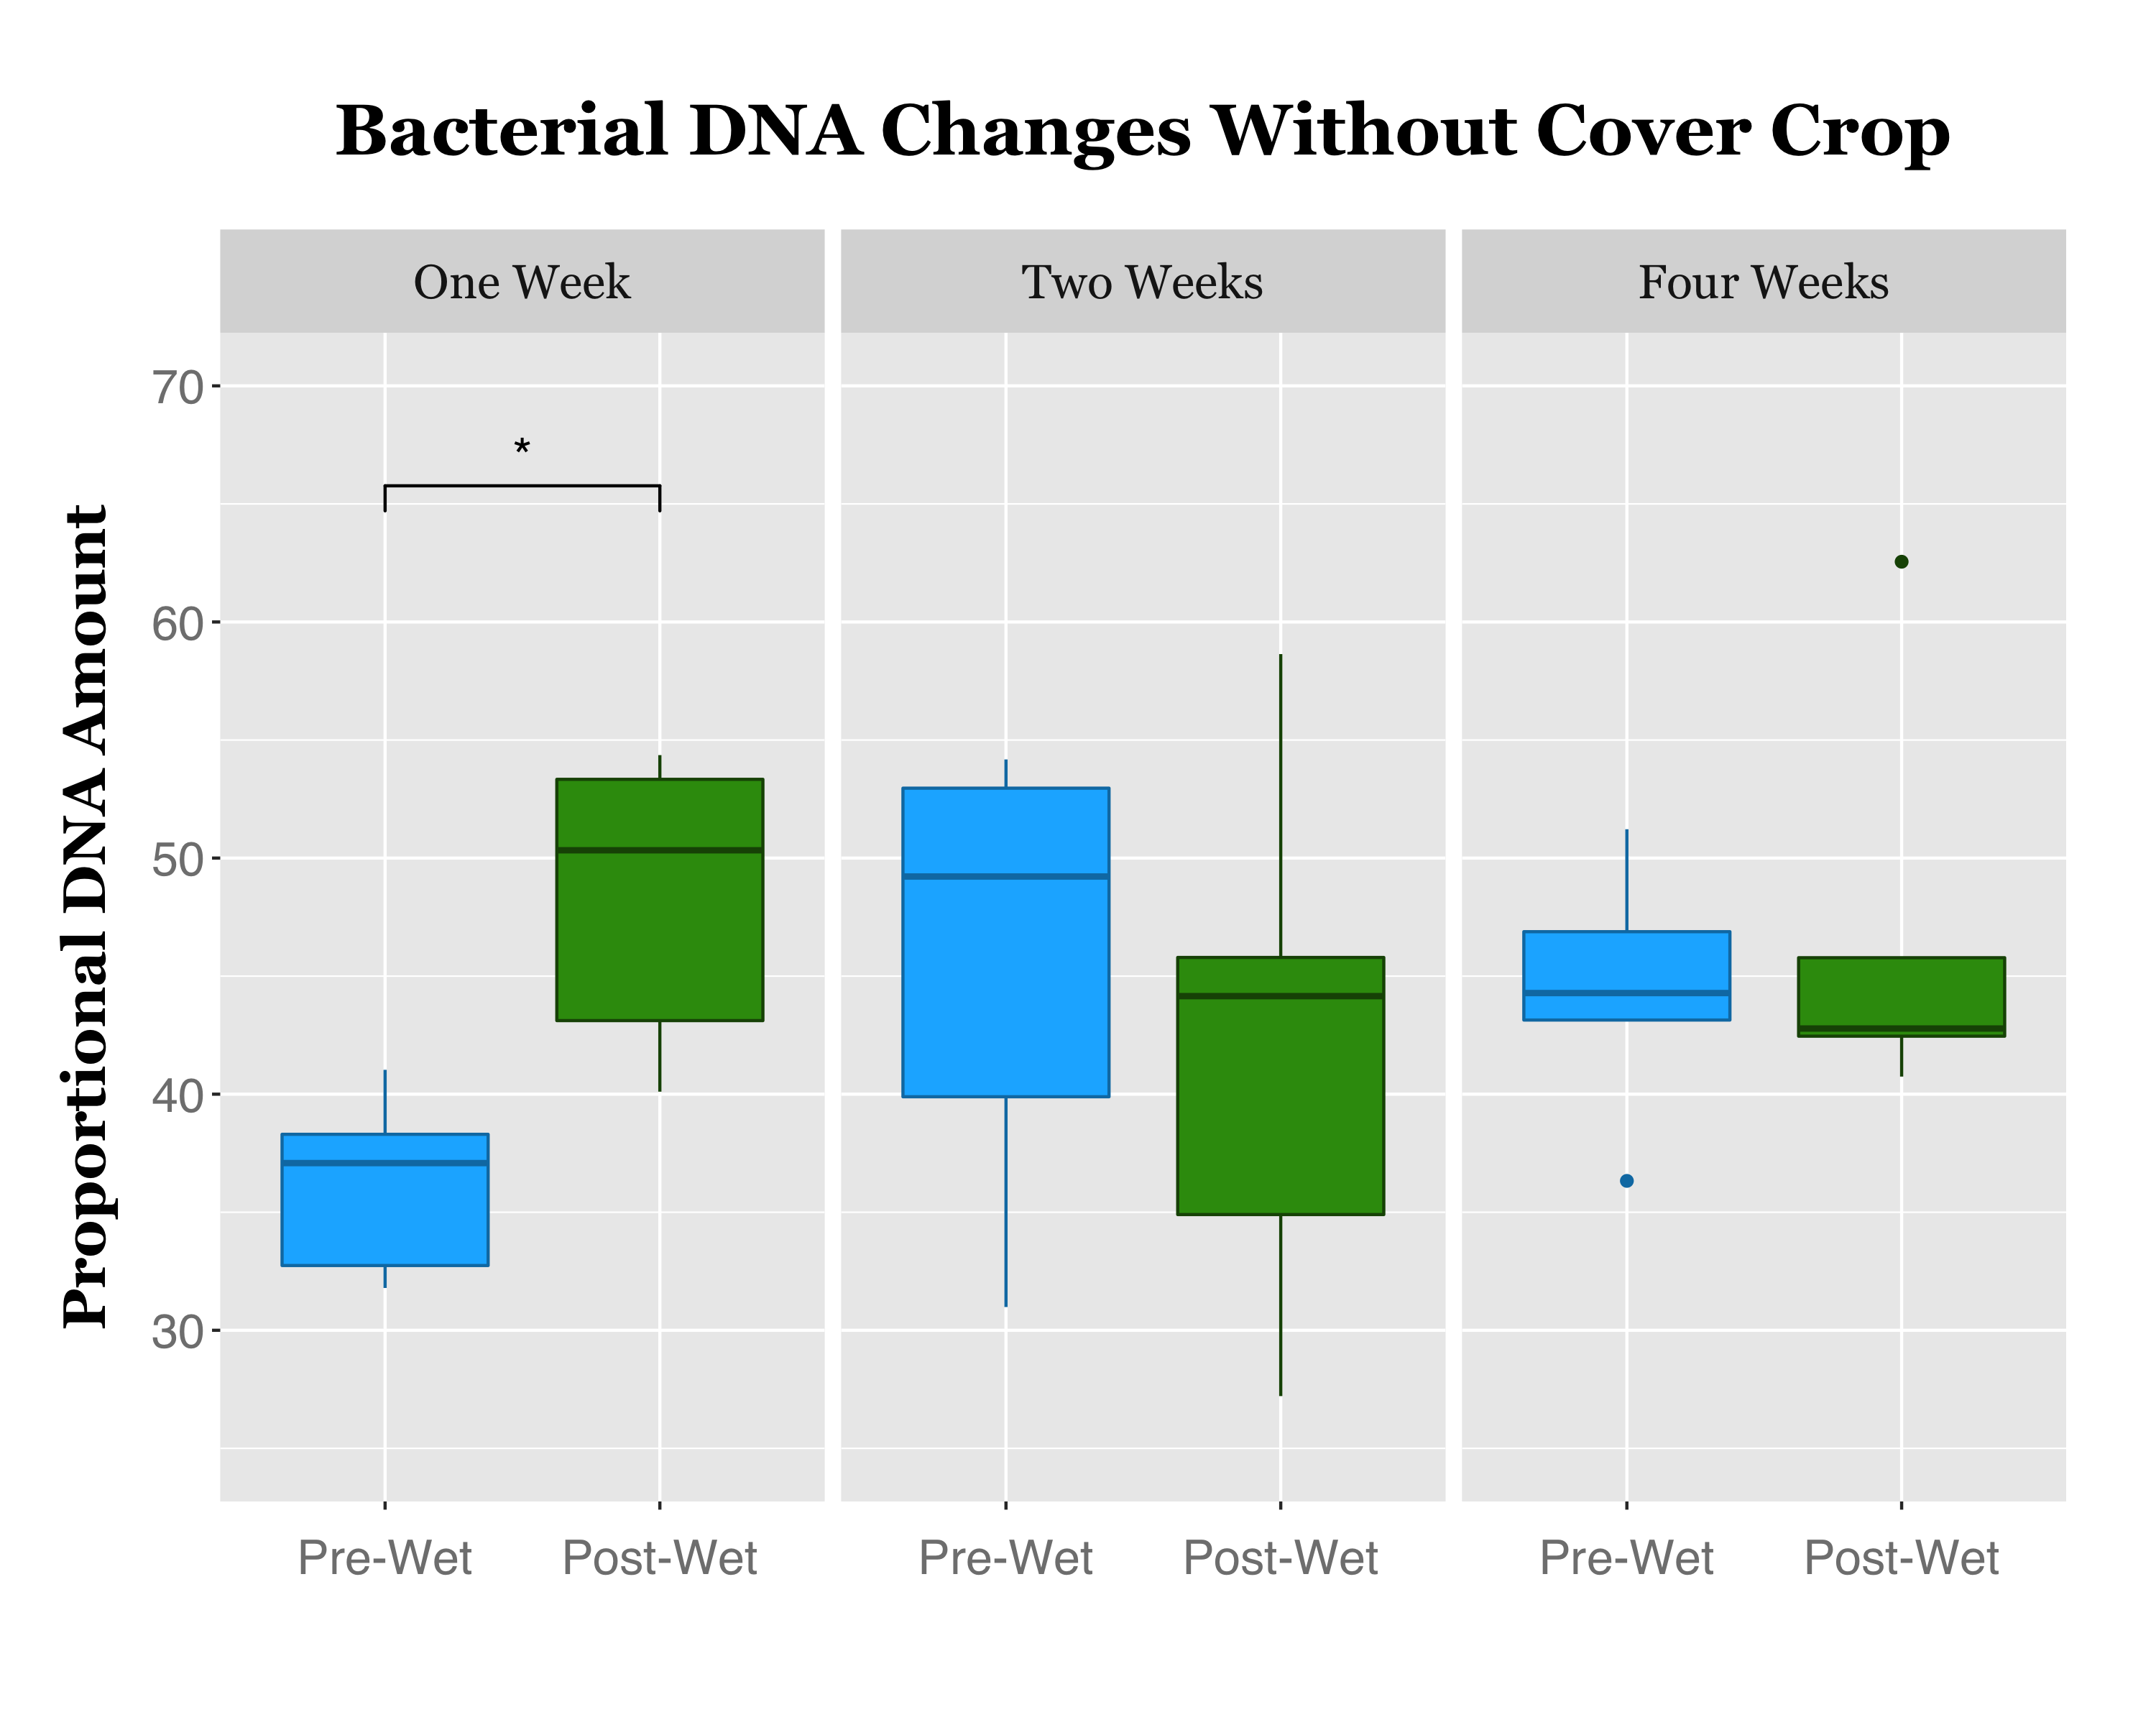 Bacterial DNA Changes Without Cover Crop
One Week
Two Weeks
Four Weeks
Proportional DNA Amount
70
60
50
40
30
*
Pre-Wet
Post-Wet
Pre-Wet
Post-Wet
Pre-Wet
Post-Wet